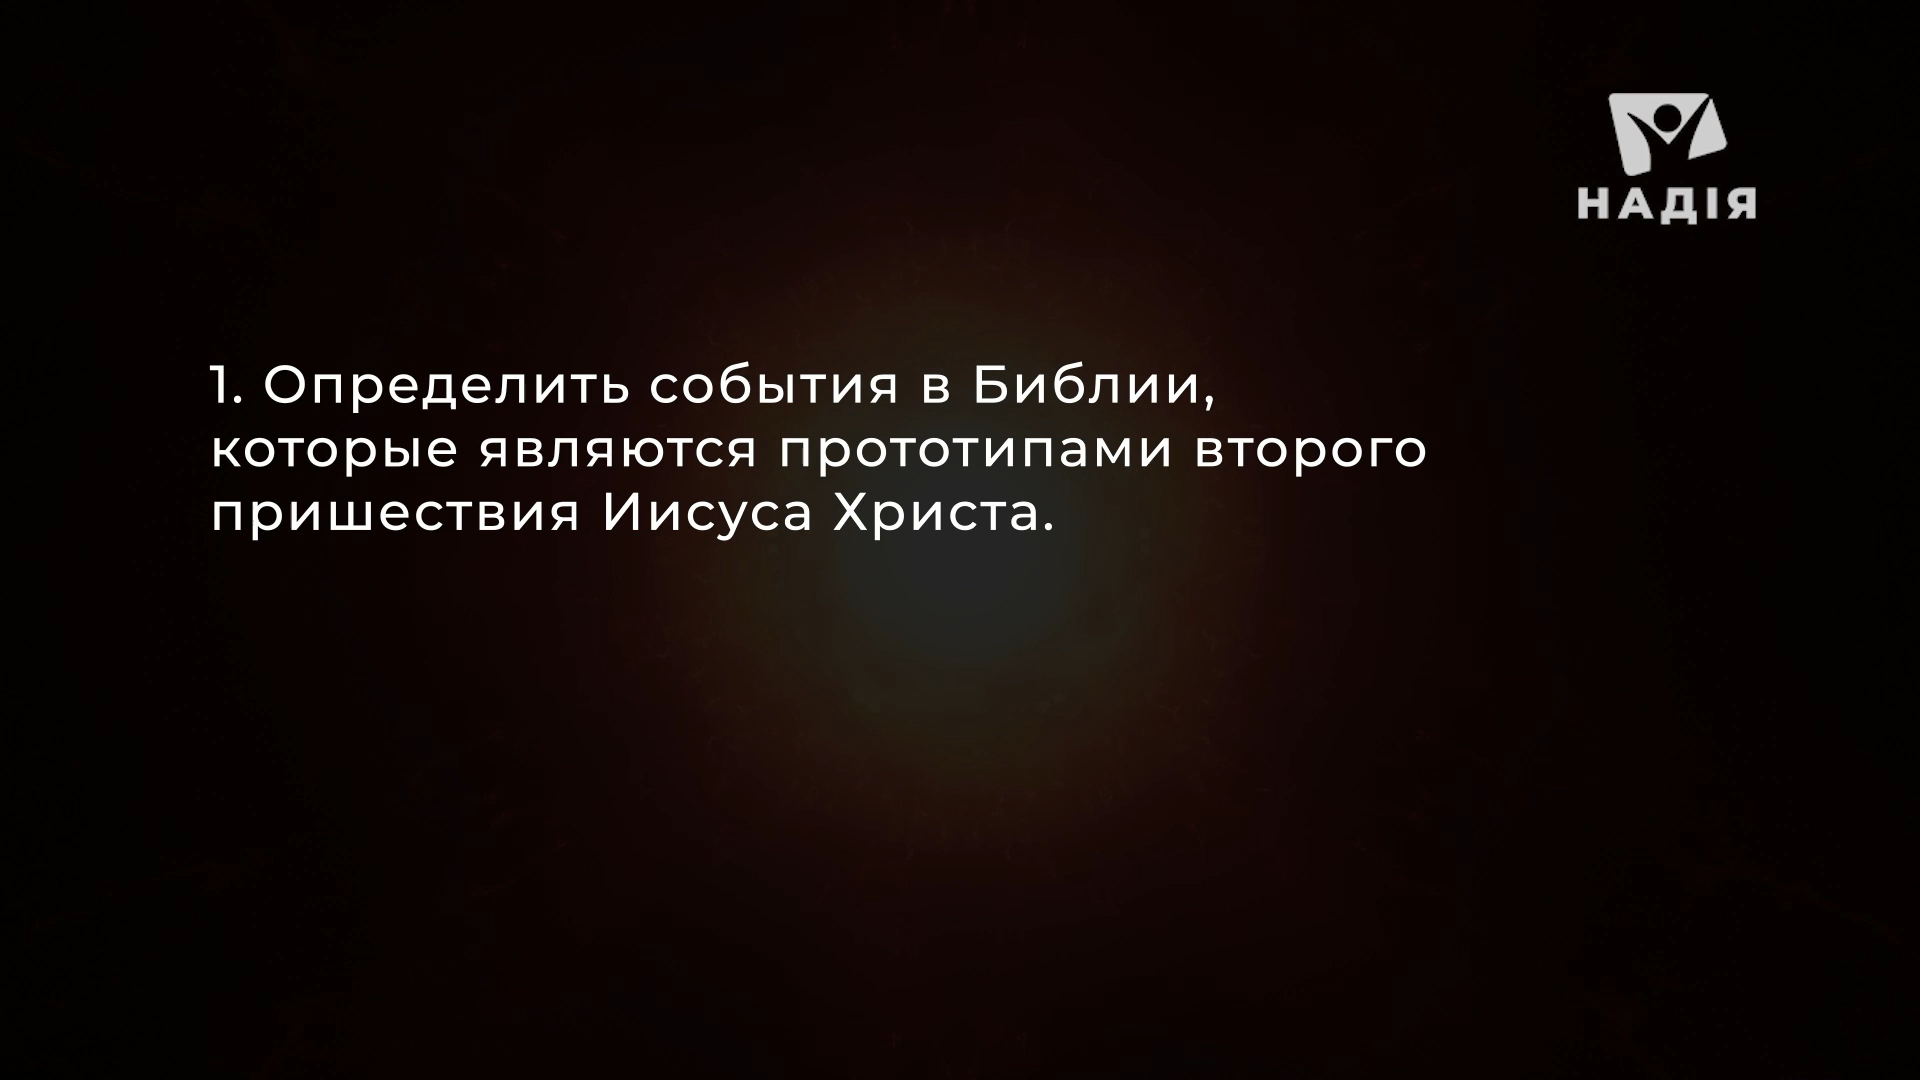 НАДІЯ
1. Определить события в Библии,
которые являются прототипами второго
пришествия Иисуса Христа.